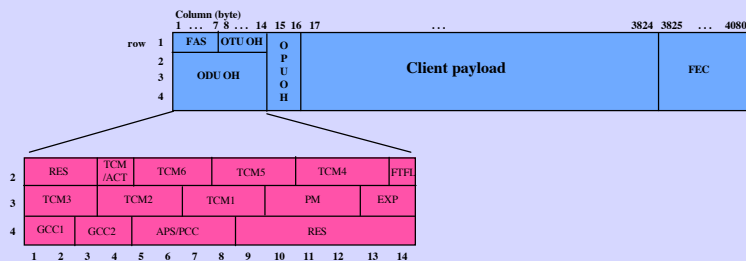 Column (byte)
1 ... 7 8 ... 14 15 16 17 ... 3824 3825 ... 4080
row 1 FAS OTU OH O P U O H Client payload FEC
2
3 ODU OH
4
2 RES TCM /ACT TCM6 TCM5 TCM4 FTFL
3 TCM3 TCM2 TCM1 PM EXP
4 GCC1 GCC2 APS/PCC RES
1 2 3 4 5 6 7 8 9 10 11 12 13 14